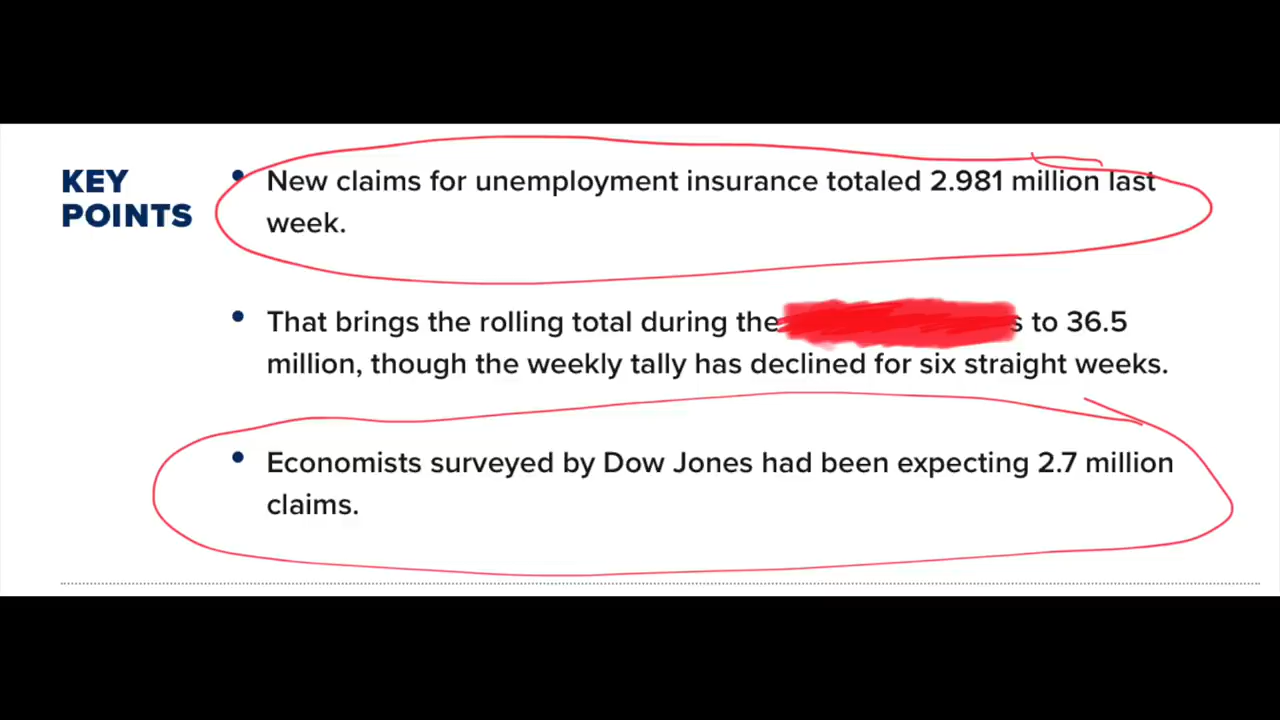 KEY
POINTS
• New claims for unemployment insurance totaled 2.981 million last
week.
• That brings the rolling total during the to 36.5
million, though the weekly tally has declined for six straight weeks.
• Economists surveyed by Dow Jones had been expecting 2.7 million
claims.